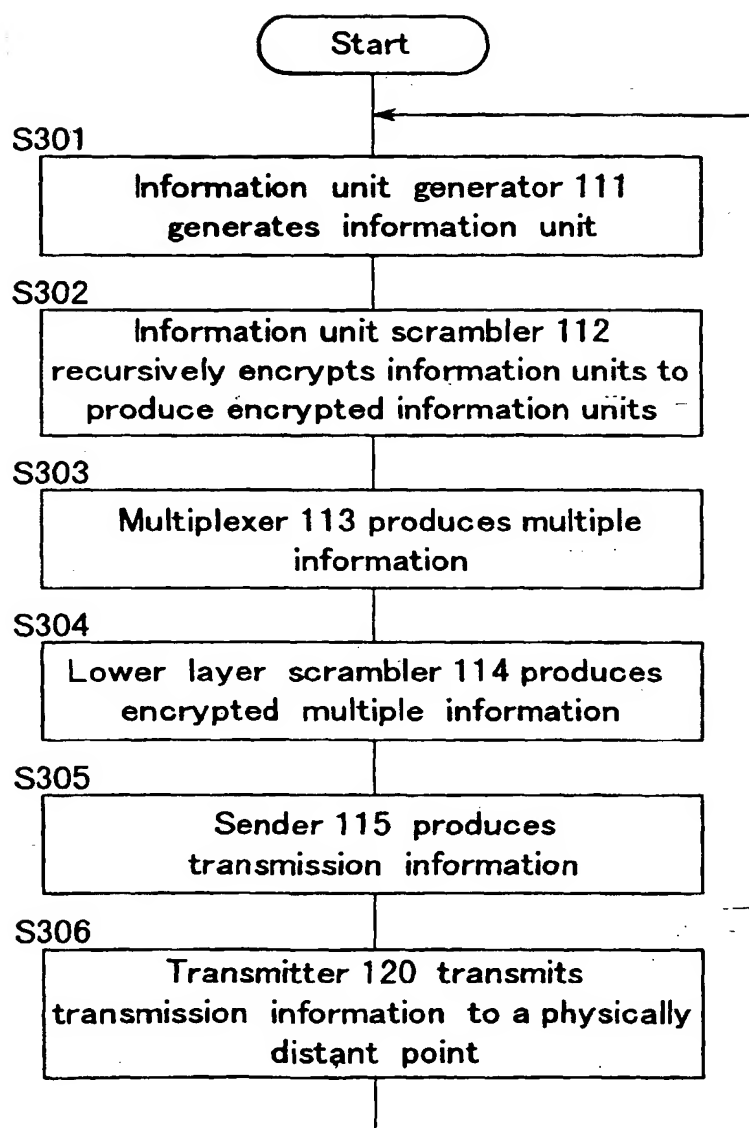 Start
S301
Information unit generator 111
generates information unit
S302
Information unit scrambler 112
recursively encrypts information units to
produce encrypted information units
S303
Multiplexer 113 produces multiple
information
S304
Lower layer scrambler 114 produces
encrypted multiple information
S305
Sender 115 produces
transmission information
S306
Transmitter 120 transmits
transmission information to a physically
distant point